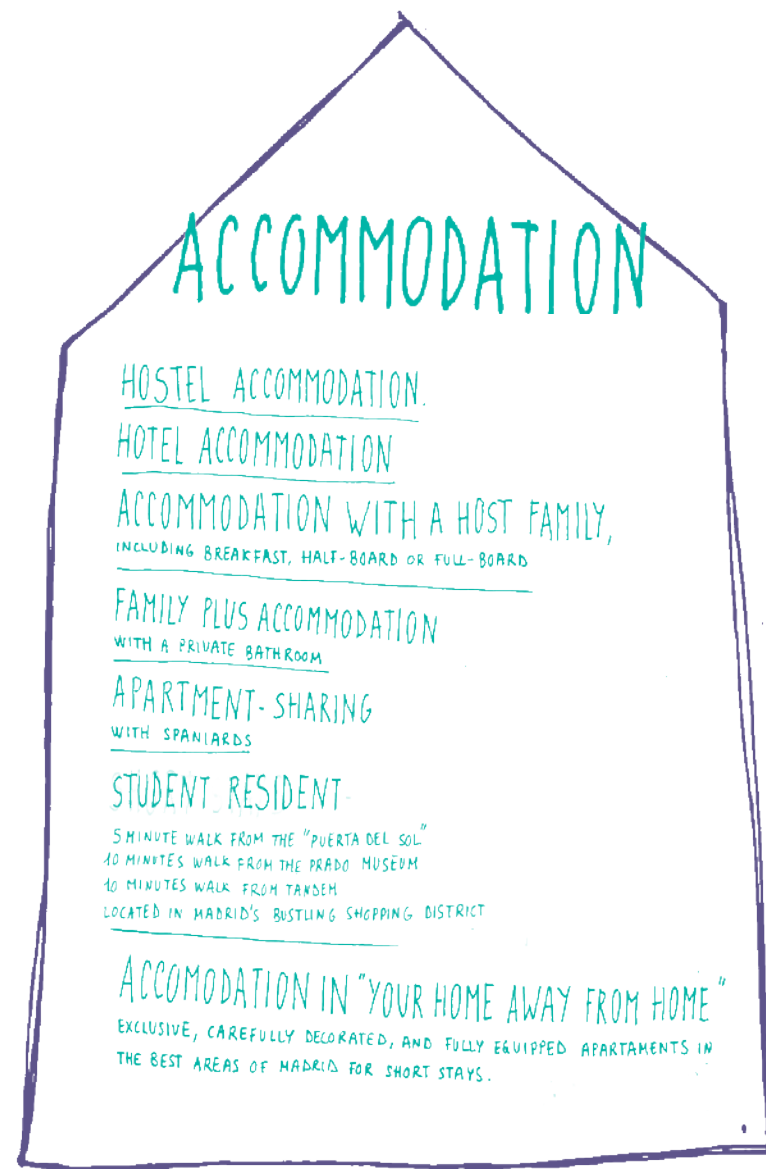 ACCOMMODATION
HOSTEL ACCOMMODATION.
HOTEL ACCOMMODATION
ACCOMMODATION WITH A HOST FAMILY,
INCLUDING BREAKFAST, HALF-BOARD OR FULL-BOARD
FAMILY PLUS ACCOMMODATION
WITH A PRIVATE BATHROOM
APARTMENT-SHARING
WITH SPANIARDS
STUDENT RESIDENT
5 MINUTE WALK FROM THE "PUERTA DEL SOL"
10 MINUTES WALK FROM THE PRADO MUSEUM
10 MINUTES WALK FROM TANDEM
LOCATED IN MADRID'S BUSTLING SHOPPING DISTRICT
ACCOMODATION IN "YOUR HOME AWAY FROM HOME"
EXCLUSIVE, CAREFULLY DECORATED, AND FULLY EQUIPPED APARTAMENTS IN
THE BEST AREAS OF MADRID FOR SHORT STAYS.